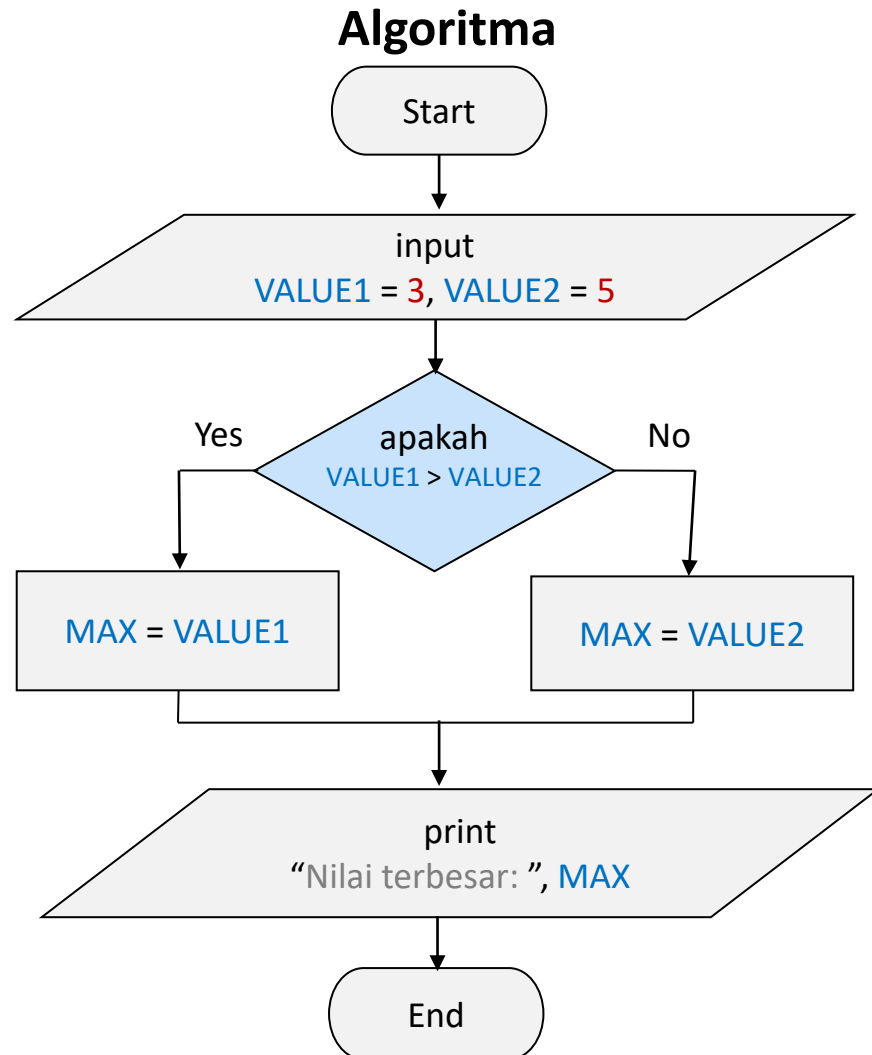 Algoritma
Start
input
VALUE1 = 3, VALUE2 = 5
Yes
apakah
No
VALUE1 > VALUE2
MAX = VALUE1
MAX = VALUE2
print
“Nilai terbesar: ”, MAX
End